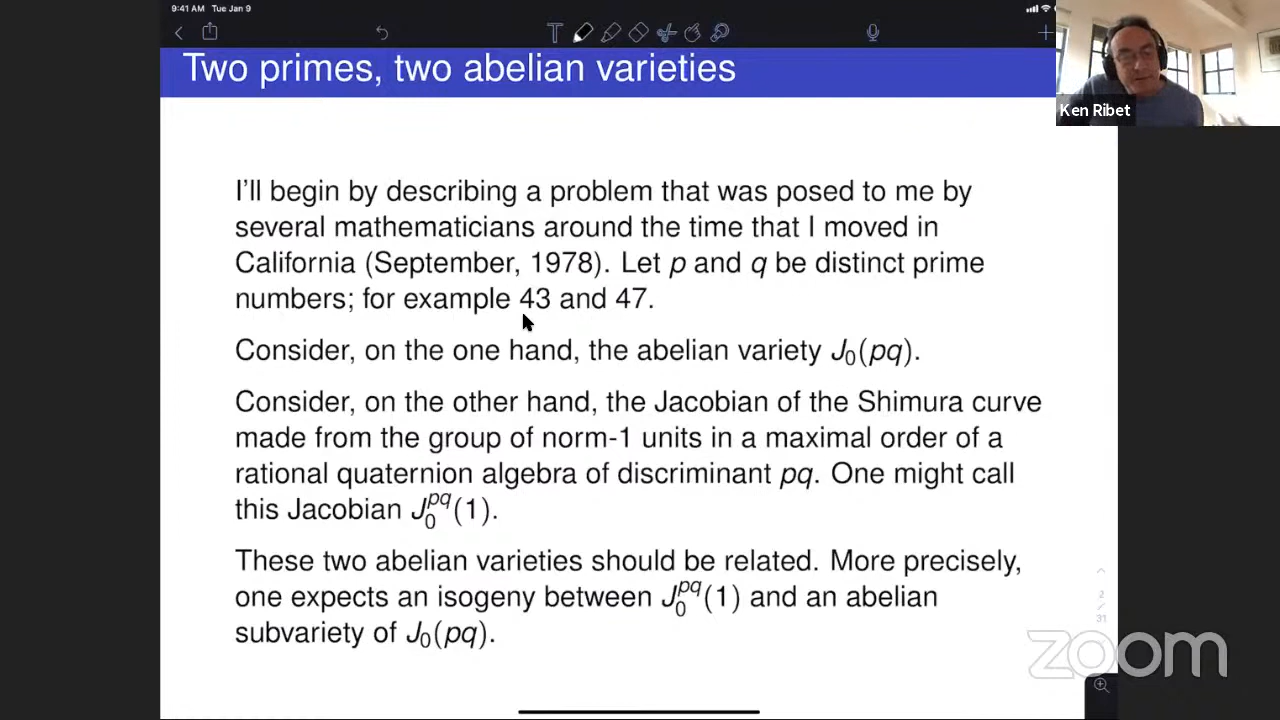 9:41 AM Tue Jan 9
Two primes, two abelian varieties
Ken Ribet
I'll begin by describing a problem that was posed to me by
several mathematicians around the time that I moved in
California (September, 1978). Let p and q be distinct prime
numbers; for example 43 and 47.
Consider, on the one hand, the abelian variety J₀(pq).
Consider, on the other hand, the Jacobian of the Shimura curve
made from the group of norm-1 units in a maximal order of a
rational quaternion algebra of discriminant pq. One might call
this Jacobian J₀^{pq}(1).
These two abelian varieties should be related. More precisely,
one expects an isogeny between J₀^{pq}(1) and an abelian
subvariety of J₀(pq).
2
/
31
zoom